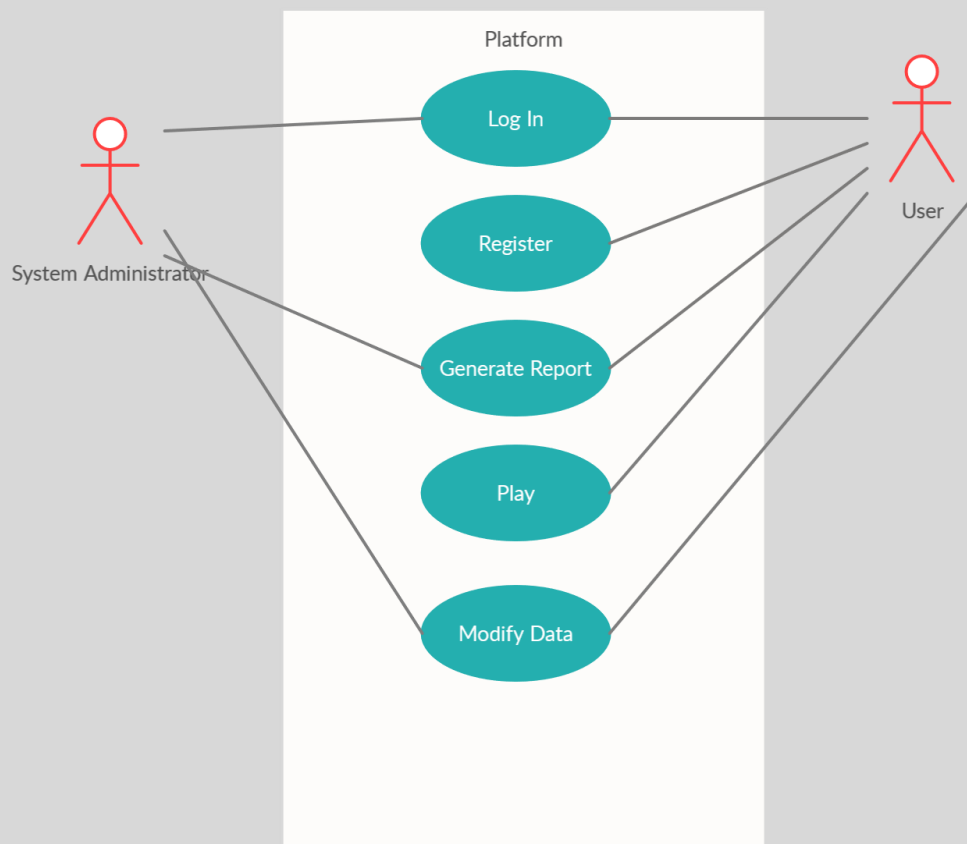 Platform
Log In
Register
User
System Administrator
Generate Report
Play
Modify Data